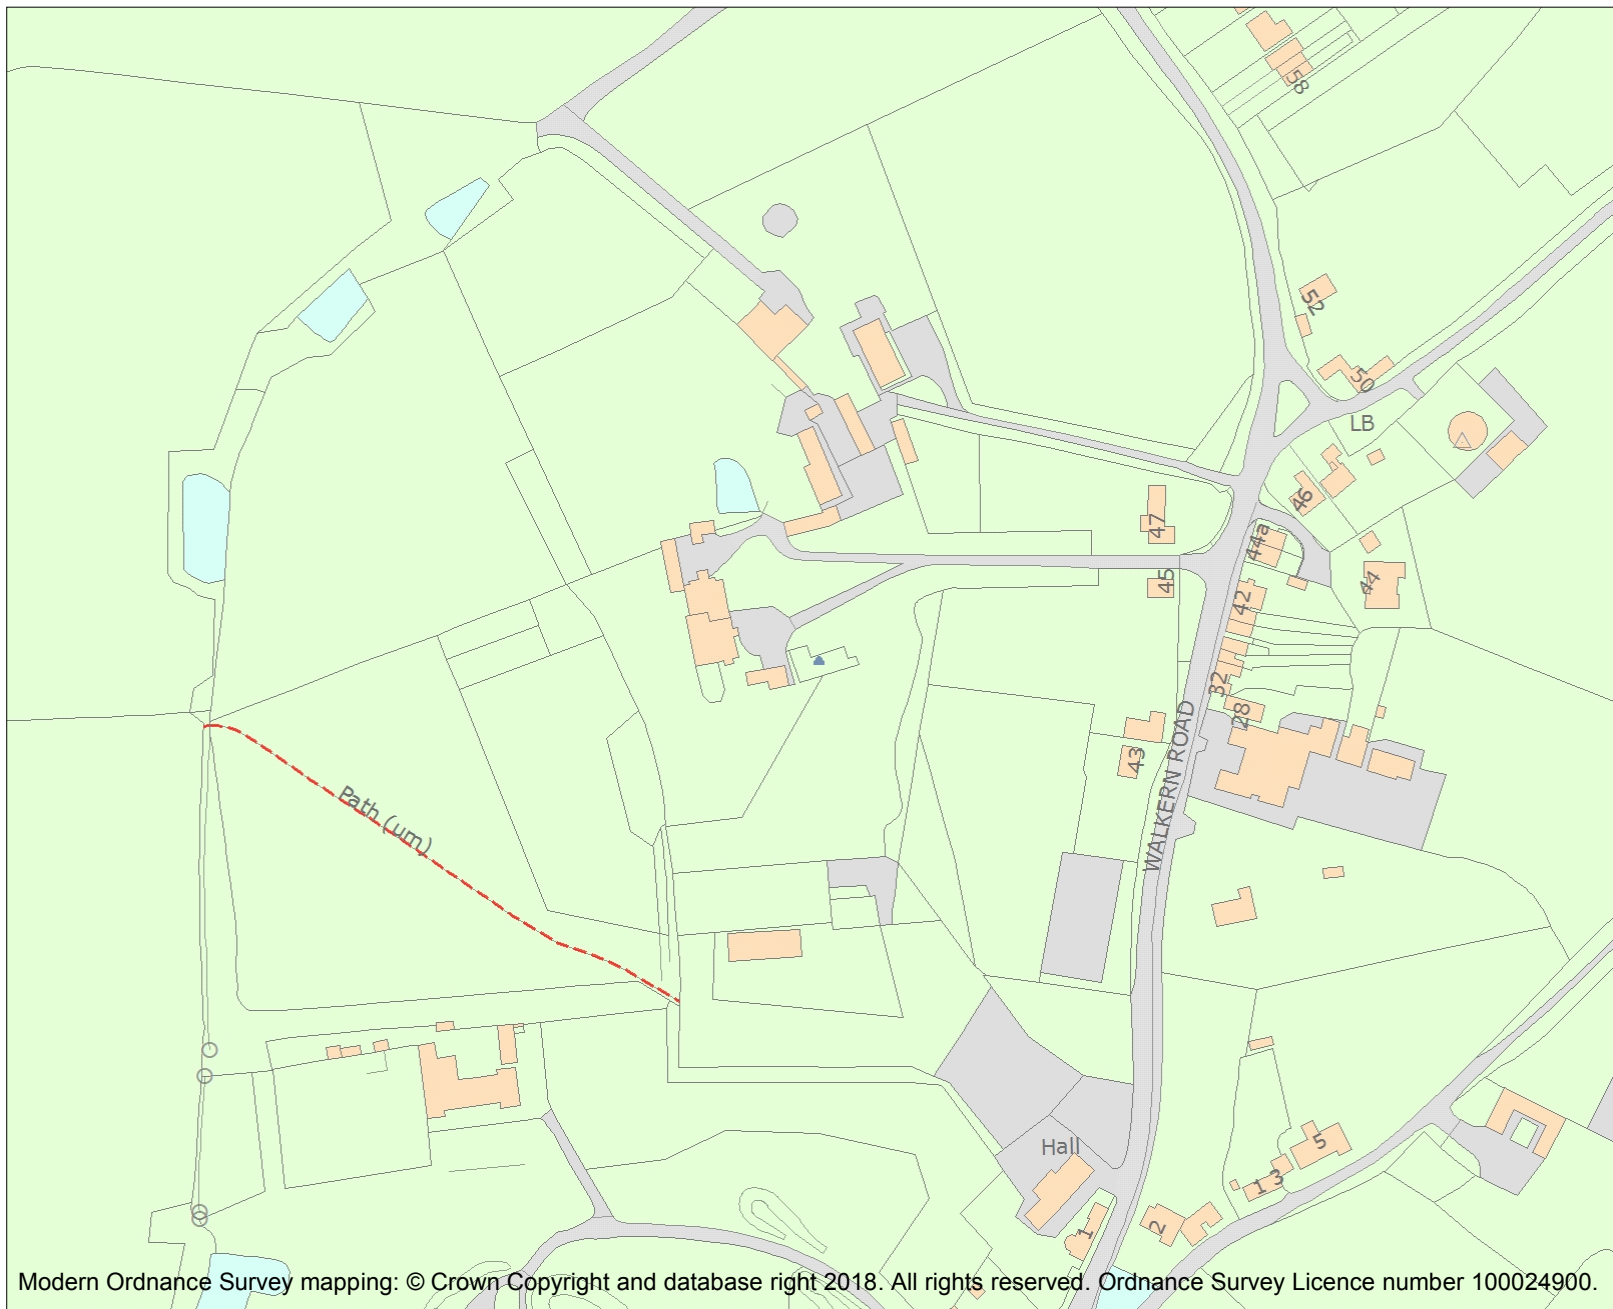 58
52
50
LB
46
47
44a
45
44
42
32
28
WALKERN ROAD
43
Path (um)
Hall
5
1 3
2
1
Modern Ordnance Survey mapping: © Crown Copyright and database right 2018. All rights reserved. Ordnance Survey Licence number 100024900.